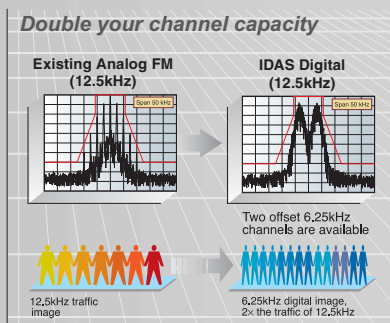 Double your channel capacity
Existing Analog FM
(12.5kHz)
IDAS Digital
(12.5kHz)
Span 50 kHz
Span 50 kHz
Two offset 6.25kHz
channels are available
12.5kHz traffic
image
6.25kHz digital image,
2× the traffic of 12.5kHz